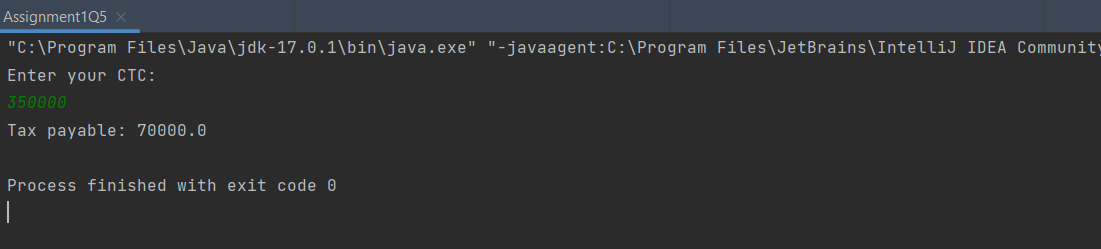 Assignment1Q5
"C:\Program Files\Java\jdk-17.0.1\bin\java.exe" "-javaagent:C:\Program Files\JetBrains\IntelliJ IDEA Community
Enter your CTC:
350000
Tax payable: 70000.0
Process finished with exit code 0